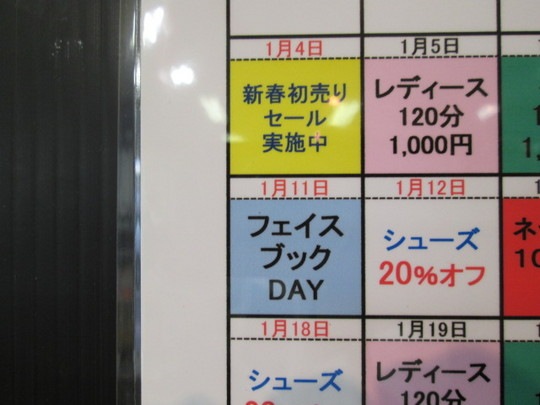 1月4日
1月5日
新春初売り
セール
実施中
レディース
120分
1,000円
1月11日
1月12日
フェイス
ブック
DAY
シューズ
20%オフ
1月18日
1月19日
シューズ
レディース
120分